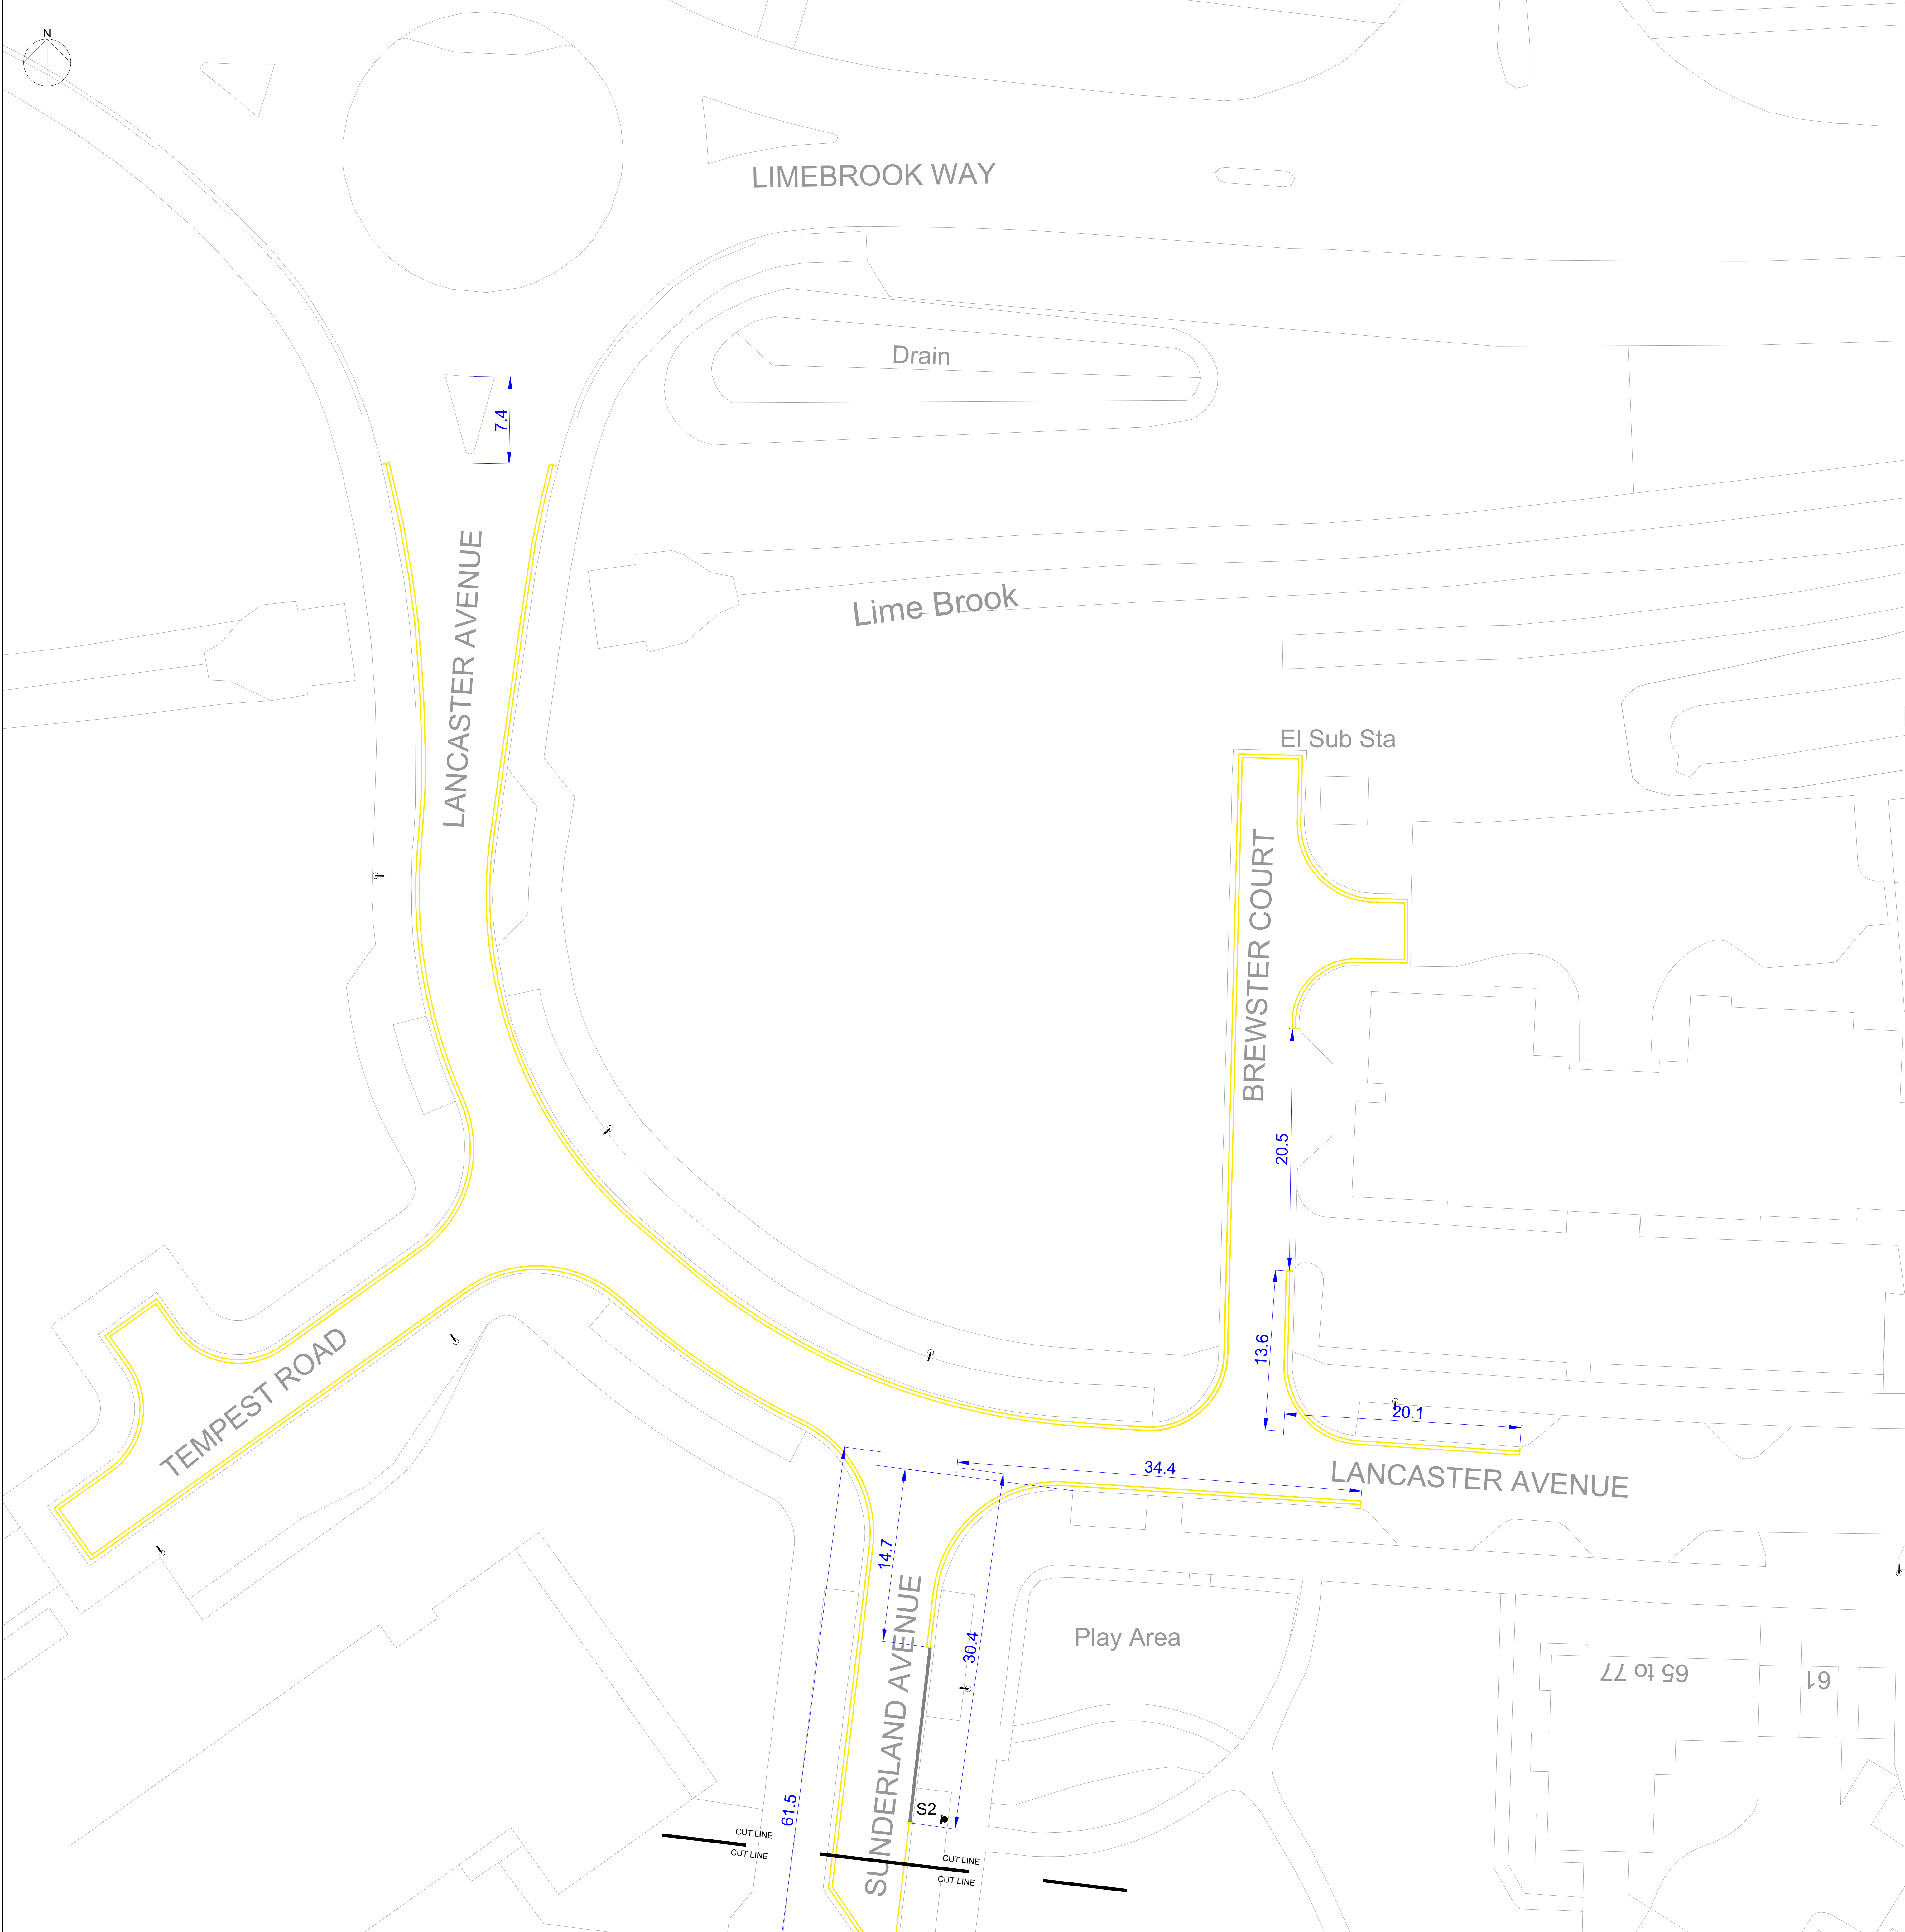 N
LIMEBROOK WAY
Drain
7.4
LANCASTER AVENUE
Lime Brook
El Sub Sta
BREWSTER COURT
20.5
13.6
20.1
TEMPEST ROAD
34.4
LANCASTER AVENUE
14.7
30.4
SUNDERLAND AVENUE
Play Area
65 to 77
61
61.5
S2
CUT LINE
CUT LINE
CUT LINE
CUT LINE